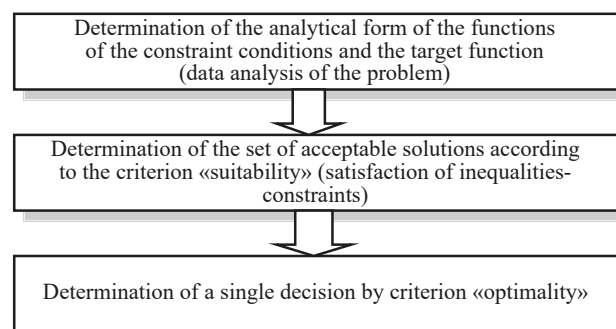 Determination of the analytical form of the functions
of the constraint conditions and the target function
(data analysis of the problem)
Determination of the set of acceptable solutions according
to the criterion «suitability» (satisfaction of inequalities-
constraints)
Determination of a single decision by criterion «optimality»